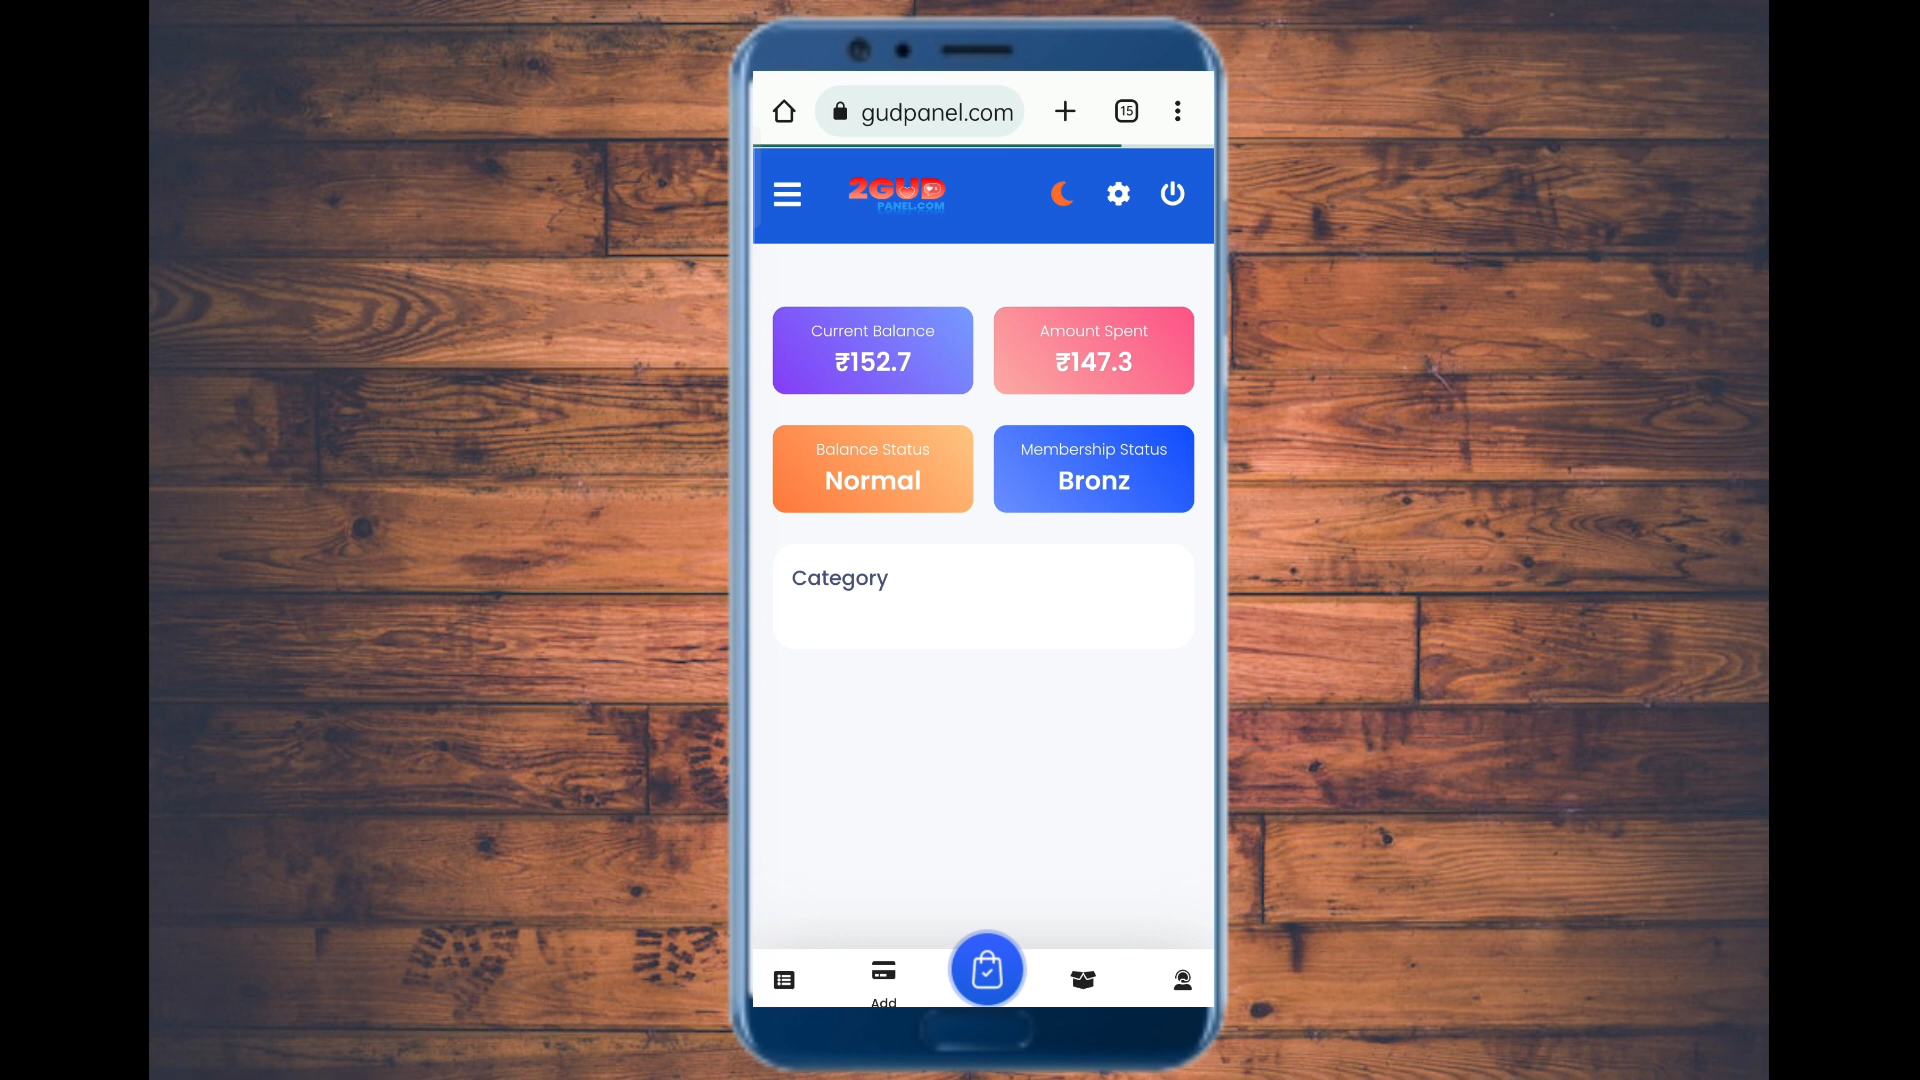 gudpanel.com
15
2GUD
PANEL.COM
Current Balance
₹152.7
Amount Spent
₹147.3
Balance Status
Normal
Membership Status
Bronz
Category
Add